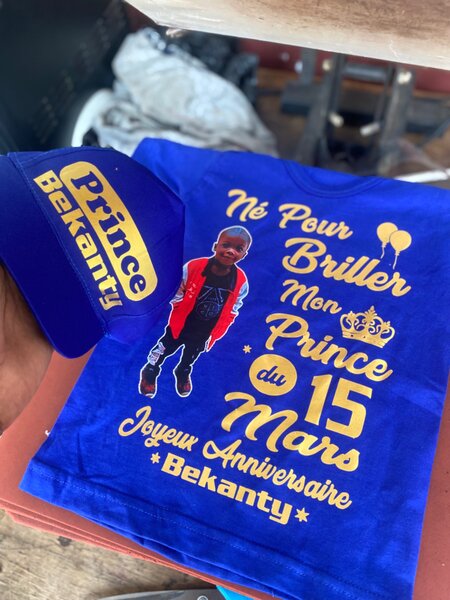 Prince
Bekanty
Né Pour
Briller
Mon
Prince
du 15
Mars
Joyeux Anniversaire
*Bekanty*